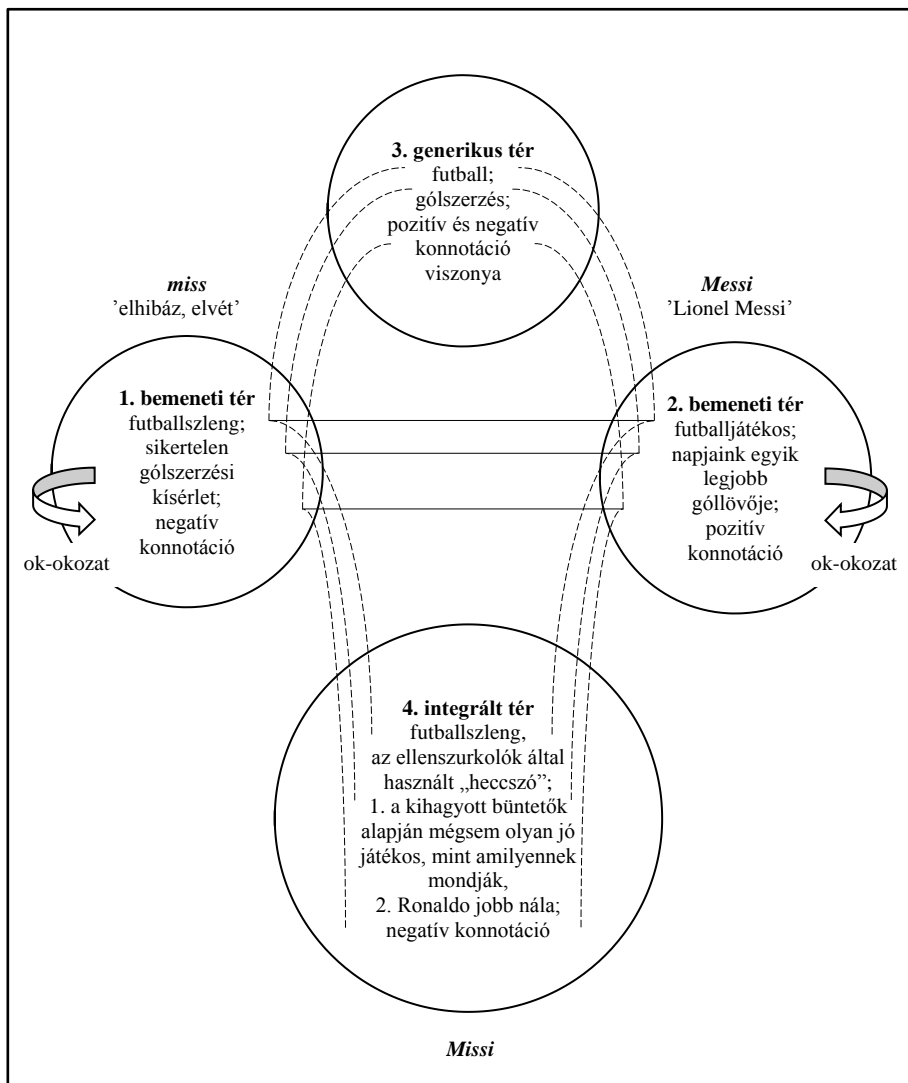 3. generikus tér
futball;
gólszerzés;
pozitív és negatív
konnotáció
viszonya
miss
’elhibáz, elvét’
Messi
’Lionel Messi’
1. bemeneti tér
futballszleng;
sikertelen
gólszerzési
kísérlet;
negatív
konnotáció
ok-okozat
2. bemeneti tér
futballjátékos;
napjaink egyik
legjobb
góllövője;
pozitív
konnotáció
ok-okozat
4. integrált tér
futballszleng,
az ellenszurkolók által
használt „heccszó”;
1. a kihagyott büntetők
alapján mégsem olyan jó
játékos, mint amilyennek
mondják,
2. Ronaldo jobb nála;
negatív konnotáció
Missi